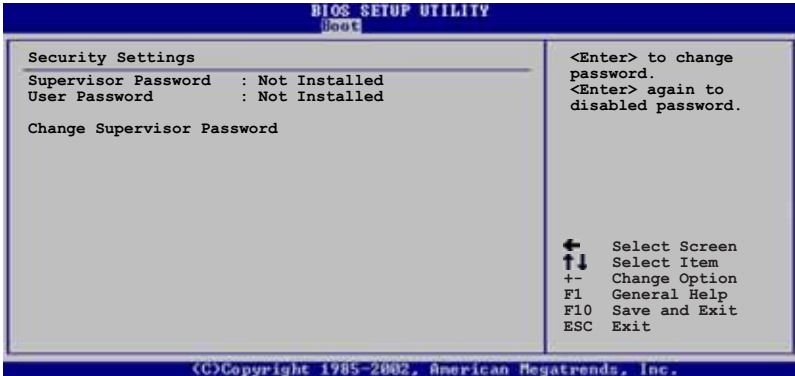 BIOS SETUP UTILITY
Boot
Security Settings
Supervisor Password : Not Installed
User Password : Not Installed
Change Supervisor Password
<Enter> to change
password.
<Enter> again to
disabled password.
← Select Screen
↑↓ Select Item
+- Change Option
F1 General Help
F10 Save and Exit
ESC Exit
(C)Copyright 1985-2002, American Megatrends, Inc.